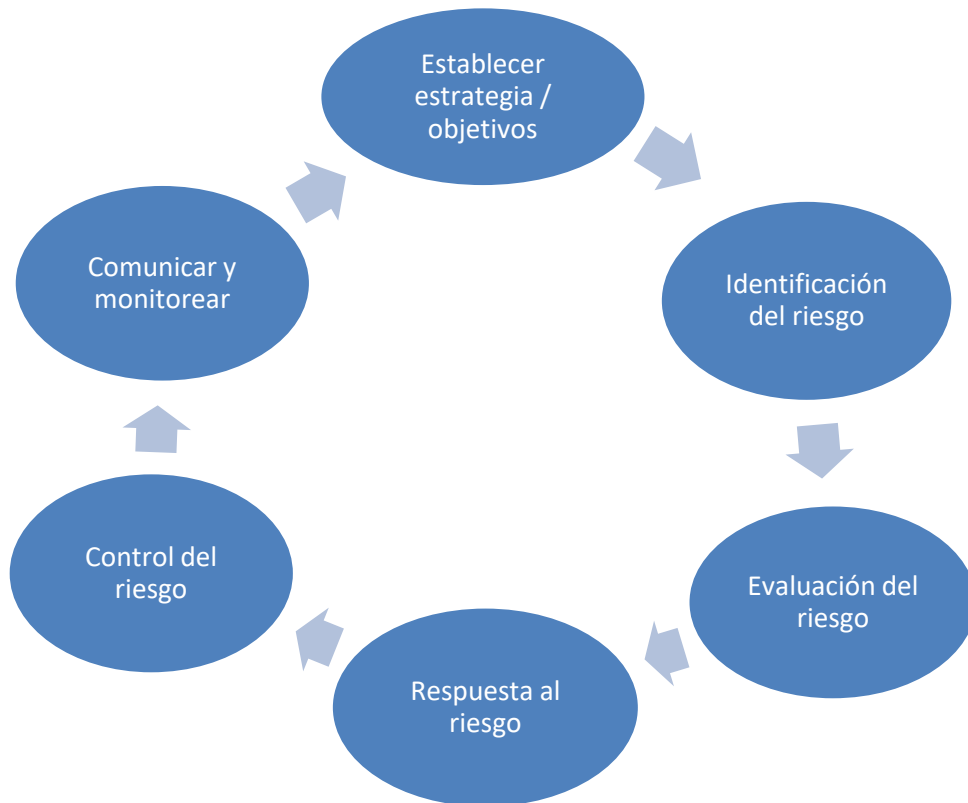 Establecer
estrategia /
objetivos
Identificación
del riesgo
Evaluación del
riesgo
Respuesta al
riesgo
Control del
riesgo
Comunicar y
monitorear